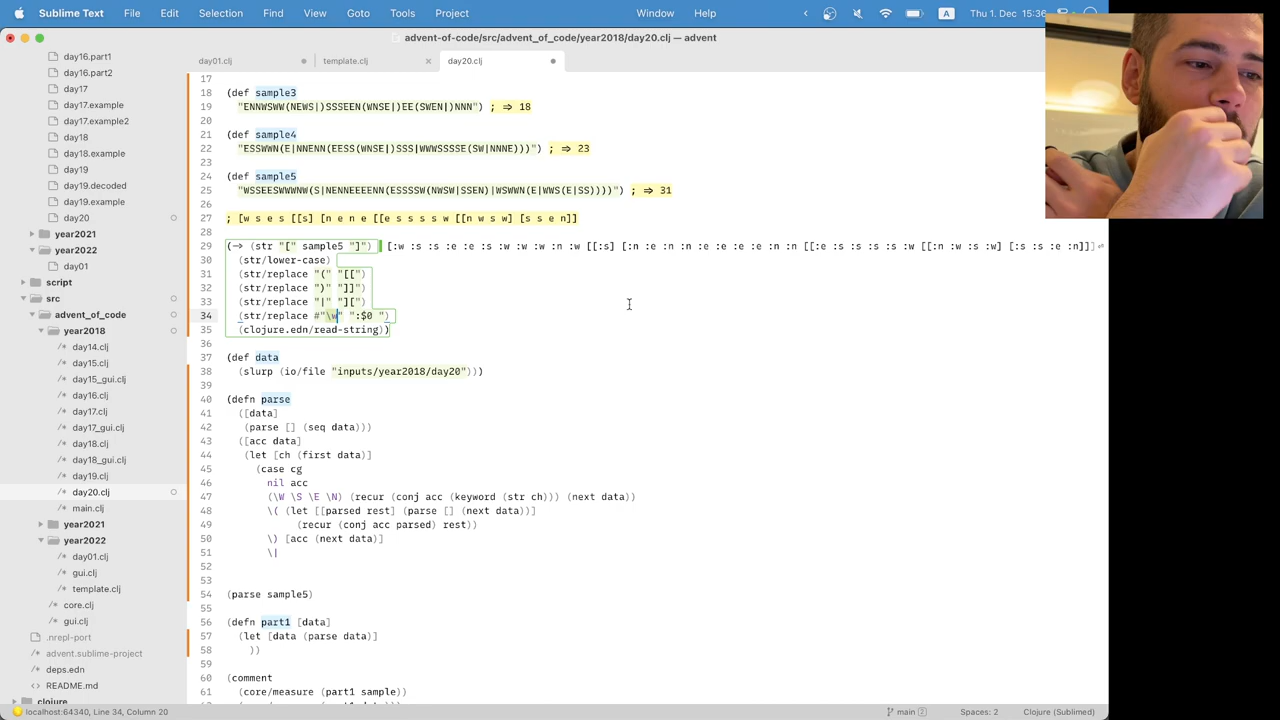 Sublime Text File Edit Selection Find View Goto Tools Project Window Help A Thu 1. Dec 15:36
advent-of-code/src/advent_of_code/year2018/day20.clj — advent
day01.clj template.clj day20.clj
day16.part1
day16.part2
day17
day17.example
day17.example2
day18
day18.example
day19
day19.decoded
day19.example
day20
year2021
year2022
day01
script
src
advent_of_code
year2018
day14.clj
day15.clj
day15_gui.clj
day16.clj
day17.clj
day17_gui.clj
day18.clj
day18_gui.clj
day19.clj
day20.clj
main.clj
year2021
year2022
day01.clj
gui.clj
template.clj
core.clj
gui.clj
.nrepl-port
advent.sublime-project
deps.edn
README.md
clojure
17
18 (def sample3
19 "ENNWSWW(NEWS|)SSSEEN(WNSE|)EE(SWEN|)NNN") ; => 18
20
21 (def sample4
22 "ESSWWN(E|NNENN(EESS(WNSE|)SSS|WWWSSSSE(SW|NNNE)))") ; => 23
23
24 (def sample5
25 "WSSEESWWWNW(S|NENNEEEENN(ESSSSW(NWSW|SSEN)|WSWWN(E|WWS(E|SS))))") ; => 31
26
27 ; [w s e s [[s] [n e n e [[e s s s s w [[n w s w] [s s e n]]
28
29 (-> (str "[" sample5 "]") [:w :s :s :e :e :s :w :w :w :n :w [[:s] [:n :e :n :n :e :e :e :e :n :n [[:e :s :s :s :s :w [[:n :w :s :w] [:s :s :e :n]]
30 (str/lower-case)
31 (str/replace "(" "[[")
32 (str/replace ")" "]]")
33 (str/replace "|" "][")
34 (str/replace #"\w" ":$0 ")
35 (clojure.edn/read-string))
36
37 (def data
38 (slurp (io/file "inputs/year2018/day20")))
39
40 (defn parse
41 ([data]
42 (parse [] (seq data)))
43 ([acc data]
44 (let [ch (first data)]
45 (case cg
46 nil acc
47 (\W \S \E \N) (recur (conj acc (keyword (str ch))) (next data))
48 \( (let [[parsed rest] (parse [] (next data))]
49 (recur (conj acc parsed) rest))
50 \) [acc (next data)]
51 \|
52
53
54 (parse sample5)
55
56 (defn part1 [data]
57 (let [data (parse data)]
58 ))
59
60 (comment
61 (core/measure (part1 sample))
localhost:64340, Line 34, Column 20 main 2 Spaces: 2 Clojure (Sublimed)